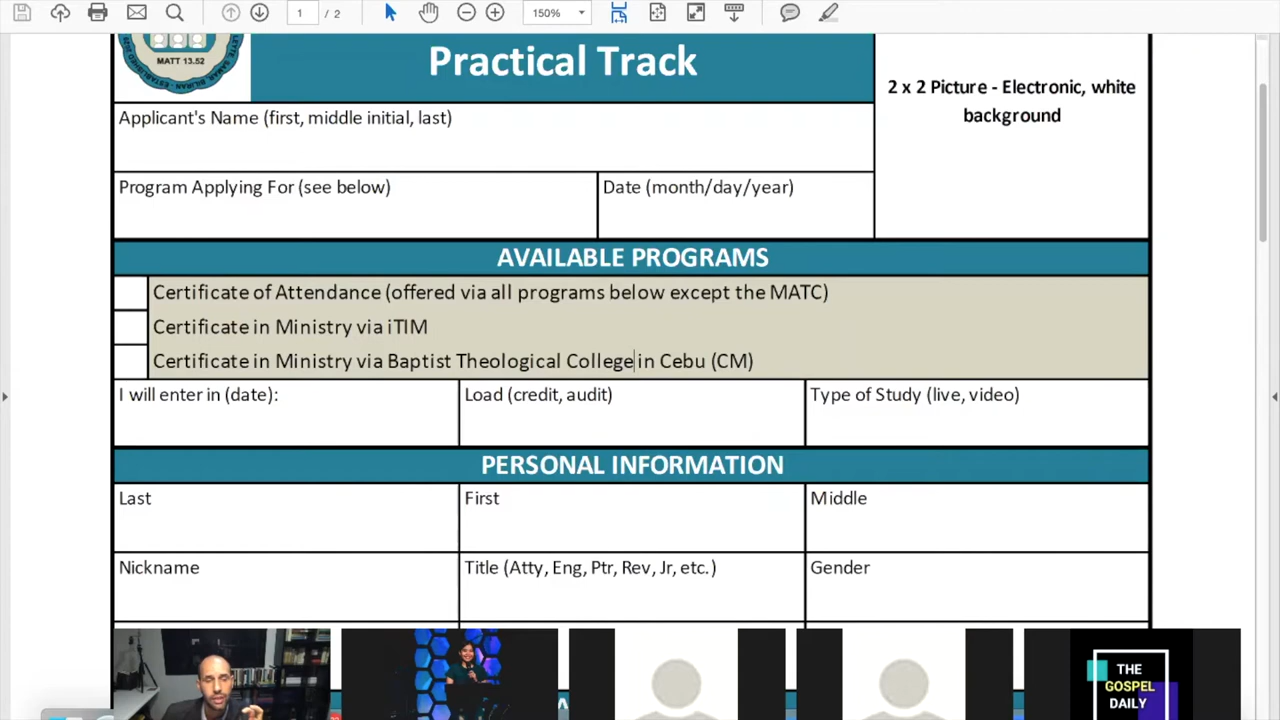 1 / 2
150%
MATT 13.52
Practical Track
2 x 2 Picture - Electronic, white
background
Applicant's Name (first, middle initial, last)
Program Applying For (see below)
Date (month/day/year)
AVAILABLE PROGRAMS
Certificate of Attendance (offered via all programs below except the MATC)
Certificate in Ministry via iTIM
Certificate in Ministry via Baptist Theological College in Cebu (CM)
I will enter in (date):
Load (credit, audit)
Type of Study (live, video)
PERSONAL INFORMATION
Last
First
Middle
Nickname
Title (Atty, Eng, Ptr, Rev, Jr, etc.)
Gender
THE
GOSPEL
DAILY